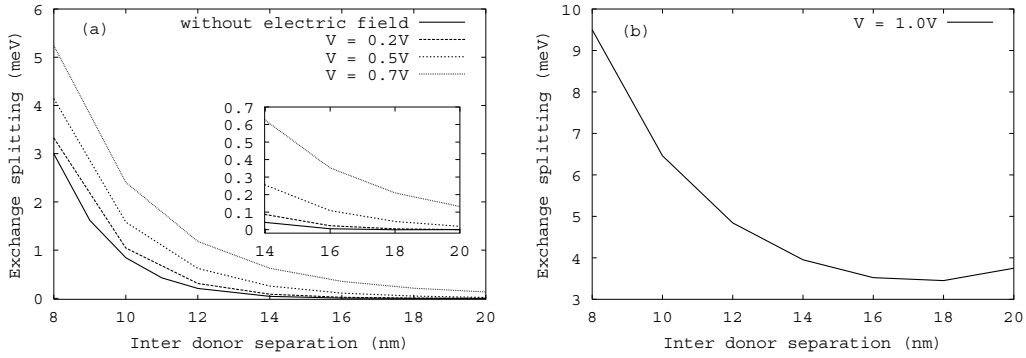 (a)
without electric field
V = 0.2V
V = 0.5V
V = 0.7V
Exchange splitting (meV)
6
5
4
3
2
1
0
8 10 12 14 16 18 20
Inter donor separation (nm)
0.7
0.6
0.5
0.4
0.3
0.2
0.1
0
14 16 18 20
(b)
V = 1.0V
Exchange splitting (meV)
10
9
8
7
6
5
4
3
8 10 12 14 16 18 20
Inter donor separation (nm)